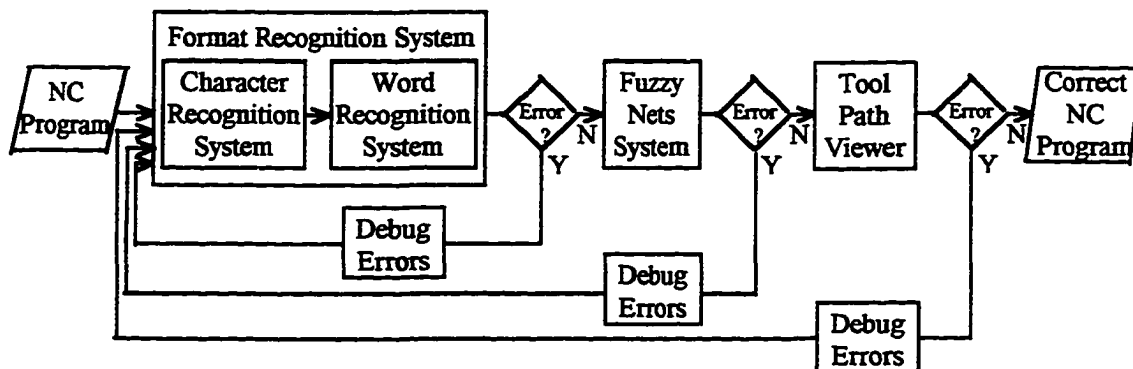 Format Recognition System
NC
Program
Character
Recognition
System
Word
Recognition
System
Error
?
N
Y
Fuzzy
Nets
System
Error
?
N
Y
Tool
Path
Viewer
Error
?
N
Y
Correct
NC
Program
Debug
Errors
Debug
Errors
Debug
Errors